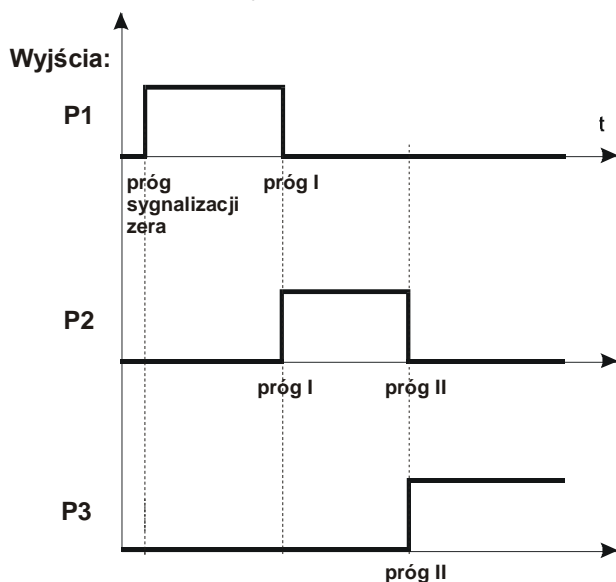 Wyjścia:
P1
t
próg
sygnalizacji
zera
próg I
P2
próg I
próg II
P3
próg II